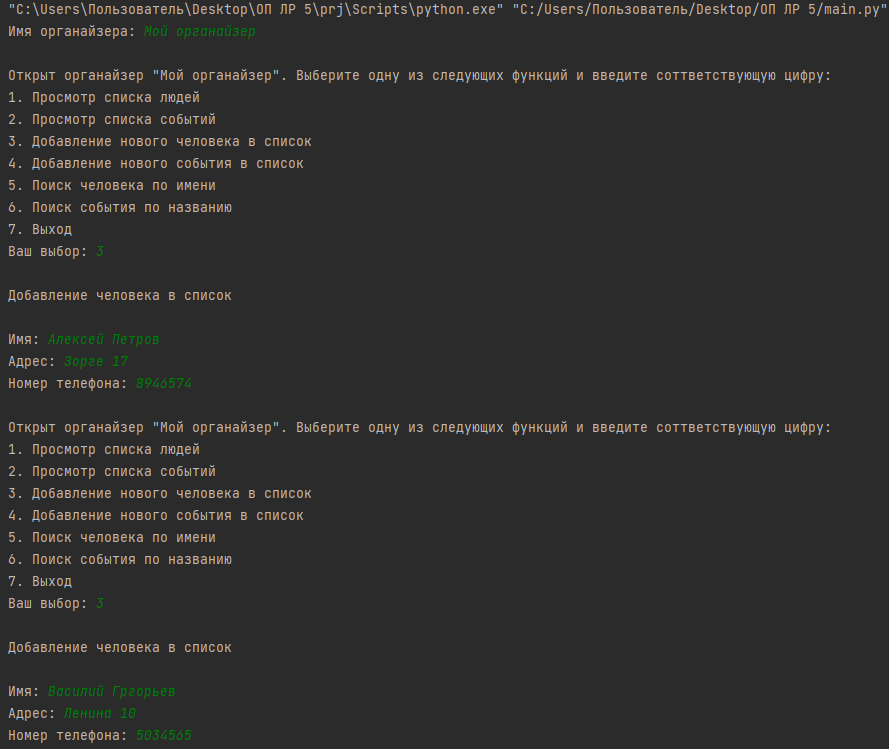 "C:\Users\Пользователь\Desktop\ОП ЛР 5\prj\Scripts\python.exe" "C:/Users/Пользователь/Desktop/ОП ЛР 5/main.py"
Имя органайзера: Мой органайзер
Открыт органайзер "Мой органайзер". Выберите одну из следующих функций и введите соттветствующую цифру:
1. Просмотр списка людей
2. Просмотр списка событий
3. Добавление нового человека в список
4. Добавление нового события в список
5. Поиск человека по имени
6. Поиск события по названию
7. Выход
Ваш выбор: 3
Добавление человека в список
Имя: Алексей Петров
Адрес: Зорге 17
Номер телефона: 8946574
Открыт органайзер "Мой органайзер". Выберите одну из следующих функций и введите соттветствующую цифру:
1. Просмотр списка людей
2. Просмотр списка событий
3. Добавление нового человека в список
4. Добавление нового события в список
5. Поиск человека по имени
6. Поиск события по названию
7. Выход
Ваш выбор: 3
Добавление человека в список
Имя: Василий Гргорьев
Адрес: Ленина 10
Номер телефона: 5034565